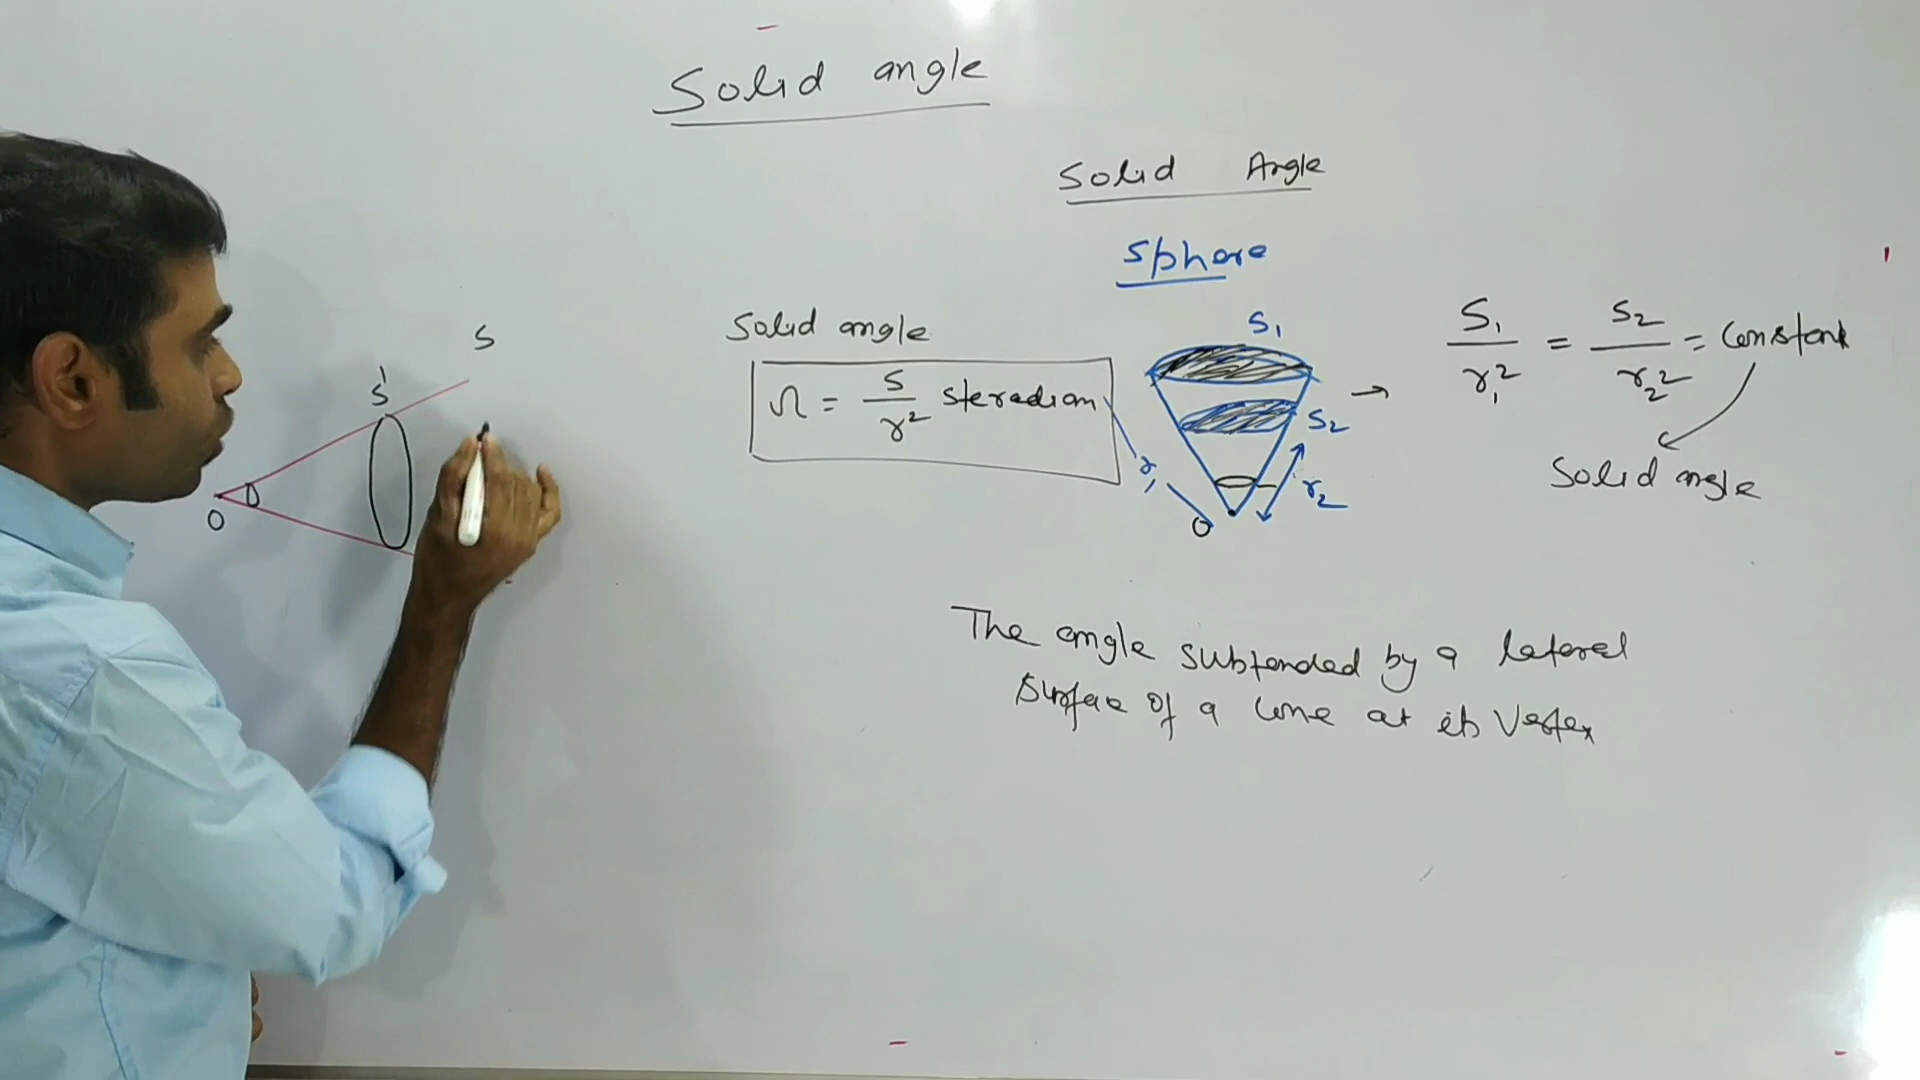 Solid angle
Solid Angle
Sphere
Solid angle
Ω = S/r² steradian
S₁
S₂
r₁
r₂
O
S₁/r₁² = S₂/r₂² = Constant
Solid angle
S
S'
O
The angle subtended by a lateral
surface of a cone at its vertex